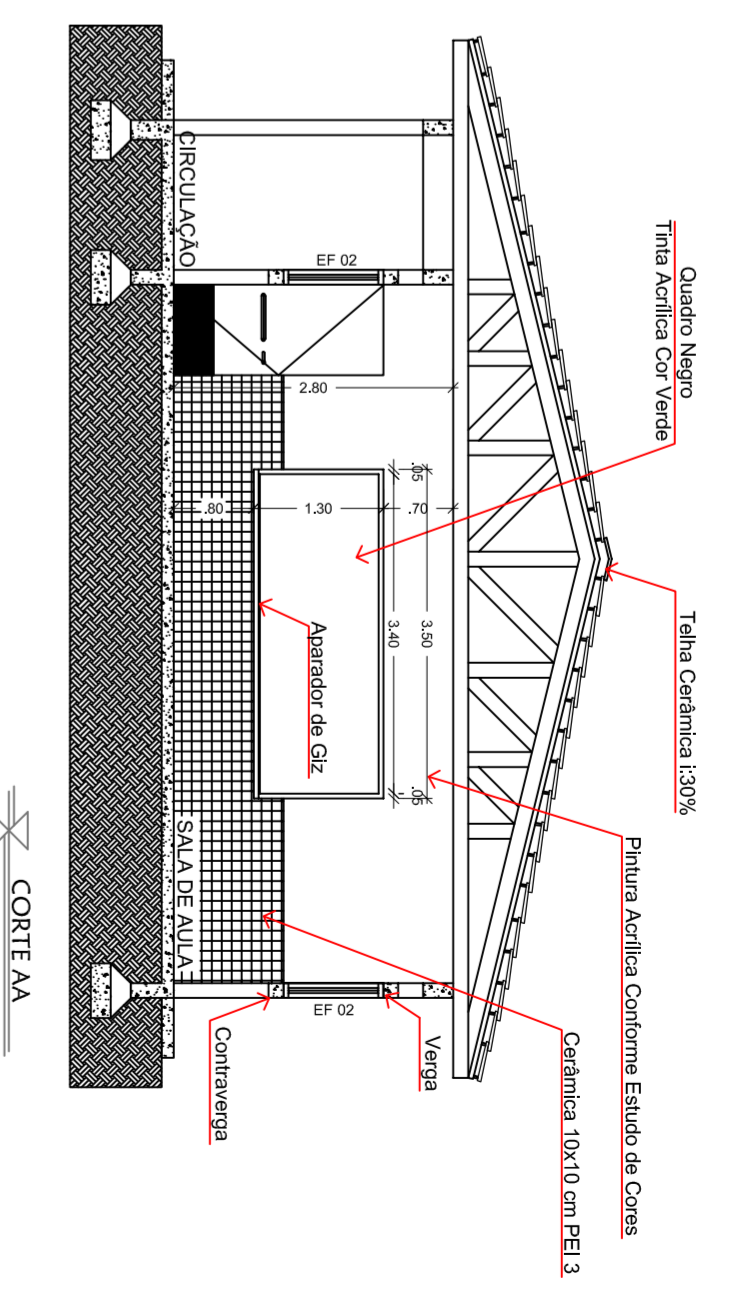 Quadro Negro
Tinta Acrílica Cor Verde
Telha Cerâmica i:30%
Pintura Acrílica Conforme Estudo de Cores
Cerâmica 10x10 cm PEI 3
Verga
Contraverga
EF 02
EF 02
CIRCULAÇÃO
2.80
.05
3.50
.05
3.40
.70
1.30
.80
Aparador de Giz
SALA DE AULA
CORTE AA